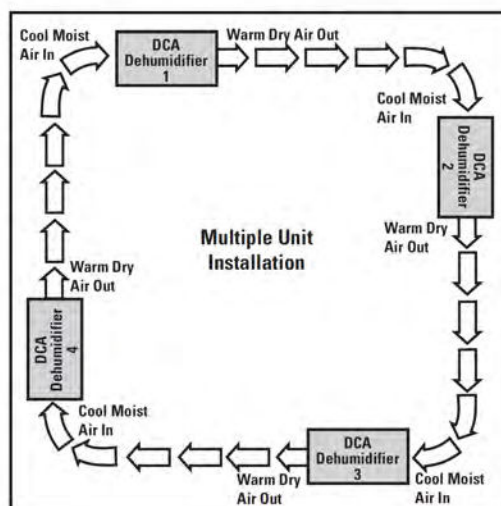 Cool Moist
Air In
DCA
Dehumidifier
1
Warm Dry Air Out
Cool Moist
Air In
DCA
Dehumidifier
2
Warm Dry
Air Out
Multiple Unit
Installation
Warm Dry
Air Out
DCA
Dehumidifier
4
Cool Moist
Air In
Warm Dry
Air Out
DCA
Dehumidifier
3
Cool Moist
Air In